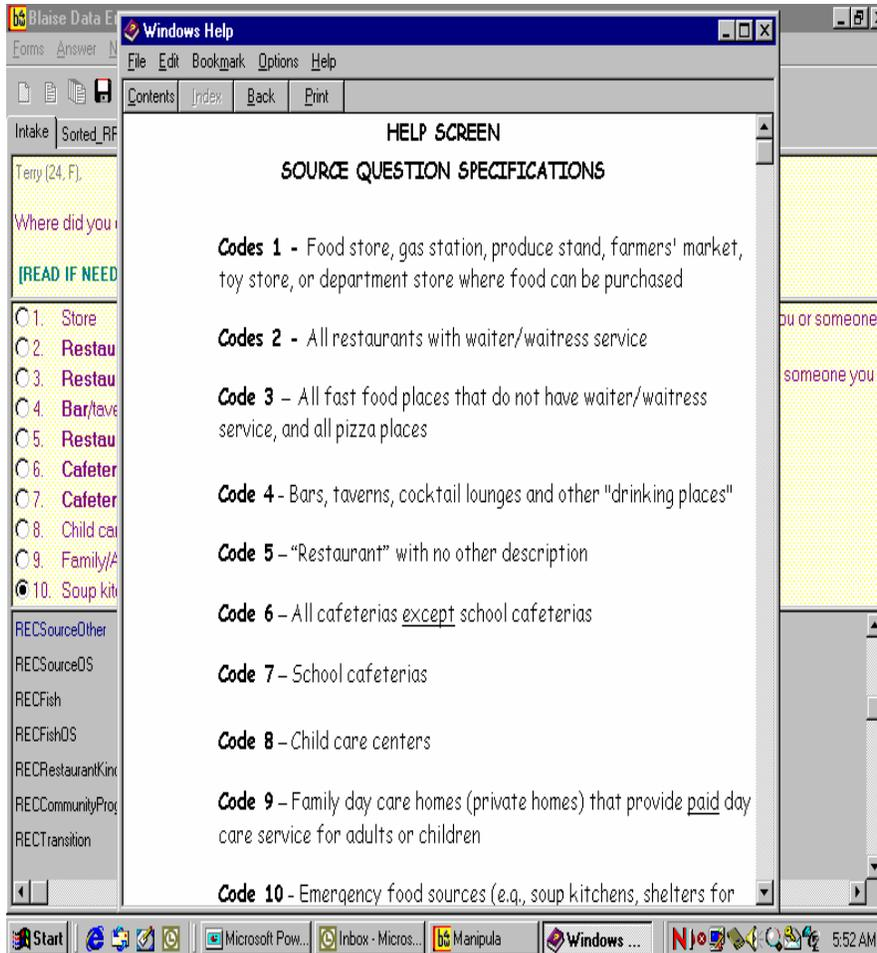 Blaise Data E
Forms Answer N
Intake Sorted_RF
Terry (24, F),
Where did you
[READ IF NEED
1. Store
2. Restau
3. Restau
4. Bar/tave
5. Restau
6. Cafeter
7. Cafeter
8. Child car
9. Family/A
10. Soup kit
ou or someone
someone you
RECSourceOther
RECSourceOS
RECFish
RECFishOS
RECRestaurantKind
RECCommunityProg
RECTransition
Windows Help
File Edit Bookmark Options Help
Contents Index Back Print
HELP SCREEN
SOURCE QUESTION SPECIFICATIONS
Codes 1 - Food store, gas station, produce stand, farmers' market,
toy store, or department store where food can be purchased
Codes 2 - All restaurants with waiter/waitress service
Code 3 – All fast food places that do not have waiter/waitress
service, and all pizza places
Code 4 - Bars, taverns, cocktail lounges and other "drinking places"
Code 5 – “Restaurant” with no other description
Code 6 – All cafeterias except school cafeterias
Code 7 – School cafeterias
Code 8 – Child care centers
Code 9 – Family day care homes (private homes) that provide paid day
care service for adults or children
Code 10 - Emergency food sources (e.g., soup kitchens, shelters for
Start Microsoft Pow... Inbox - Micros... Manipula Windows ... 5:52 AM